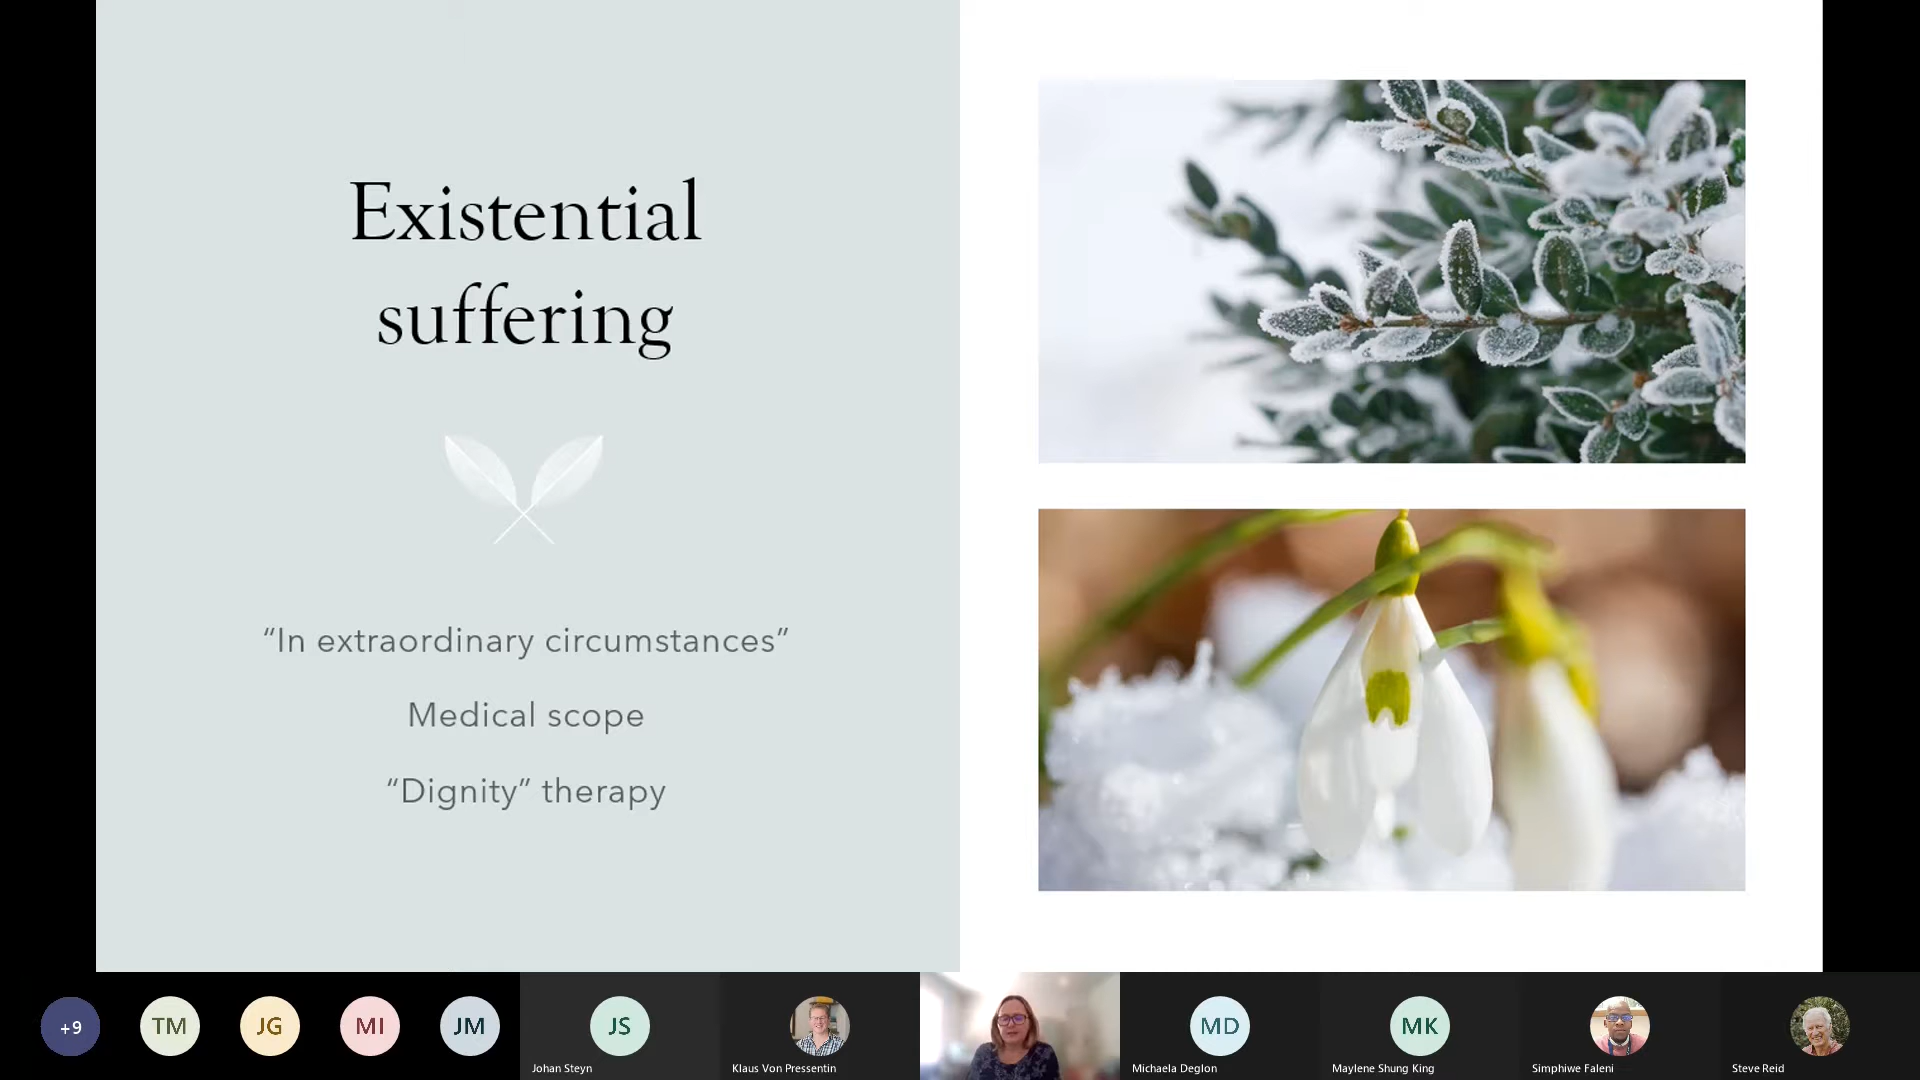 Existential
suffering
“In extraordinary circumstances”
Medical scope
“Dignity” therapy
+9
TM
JG
MI
JM
JS
Johan Steyn
Klaus Von Pressentin
MD
Michaela Deglon
MK
Maylene Shung King
Simphiwe Faleni
Steve Reid